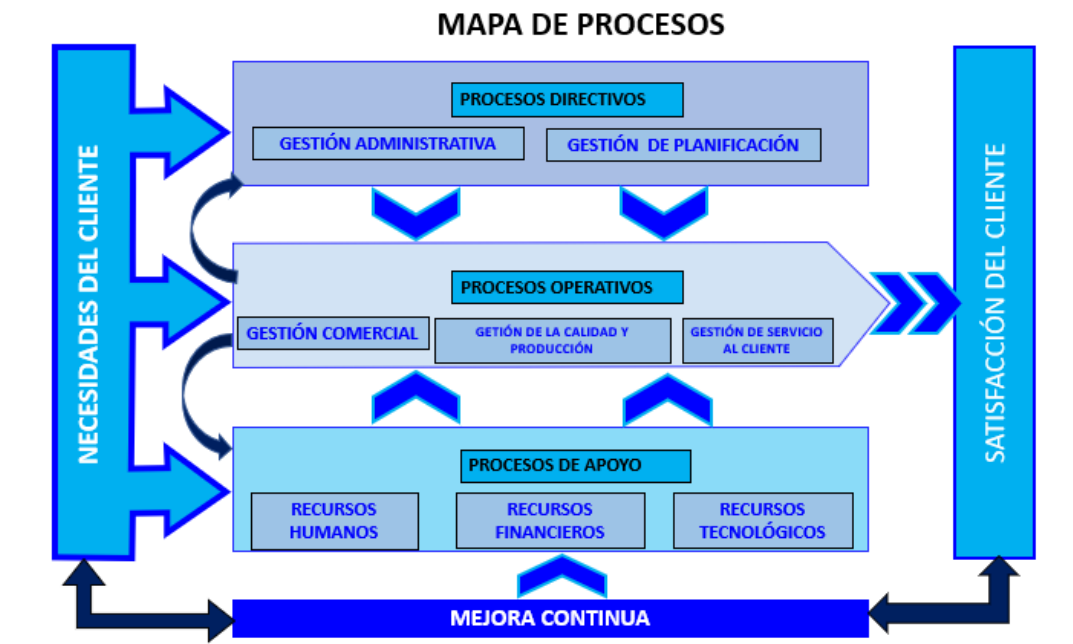 MAPA DE PROCESOS
NECESIDADES DEL CLIENTE
PROCESOS DIRECTIVOS
GESTIÓN ADMINISTRATIVA
GESTIÓN DE PLANIFICACIÓN
PROCESOS OPERATIVOS
GESTIÓN COMERCIAL
GETIÓN DE LA CALIDAD Y
PRODUCCIÓN
GESTIÓN DE SERVICIO
AL CLIENTE
PROCESOS DE APOYO
RECURSOS
HUMANOS
RECURSOS
FINANCIEROS
RECURSOS
TECNOLÓGICOS
MEJORA CONTINUA
SATISFACCIÓN DEL CLIENTE